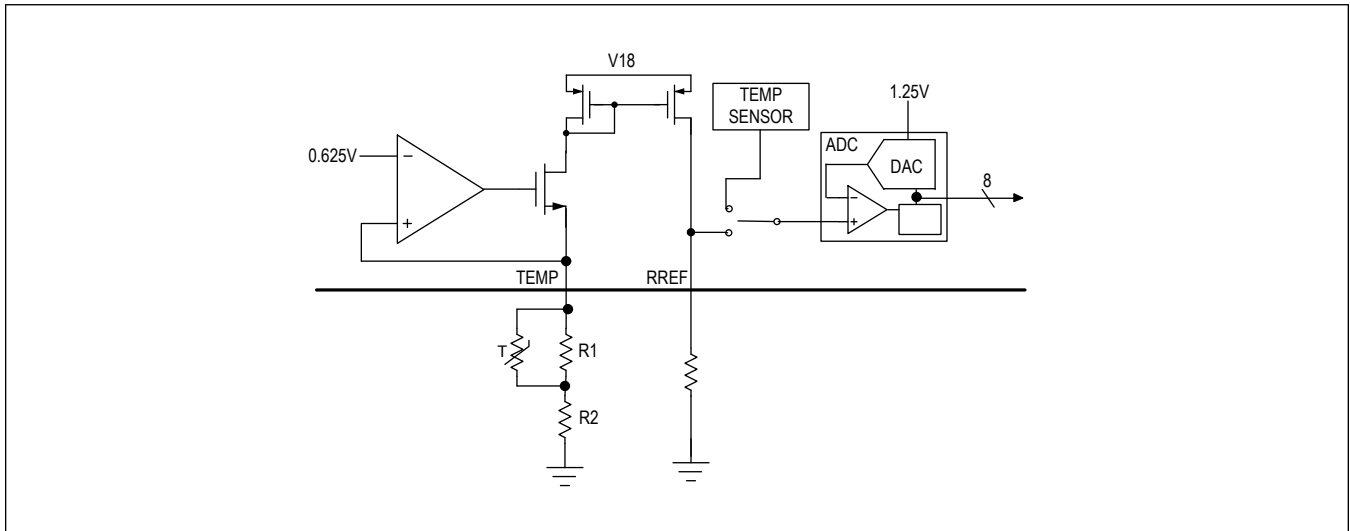 V18
TEMP
SENSOR
1.25V
ADC
DAC
8
0.625V
−
+
−
+
TEMP
RREF
T
R1
R2